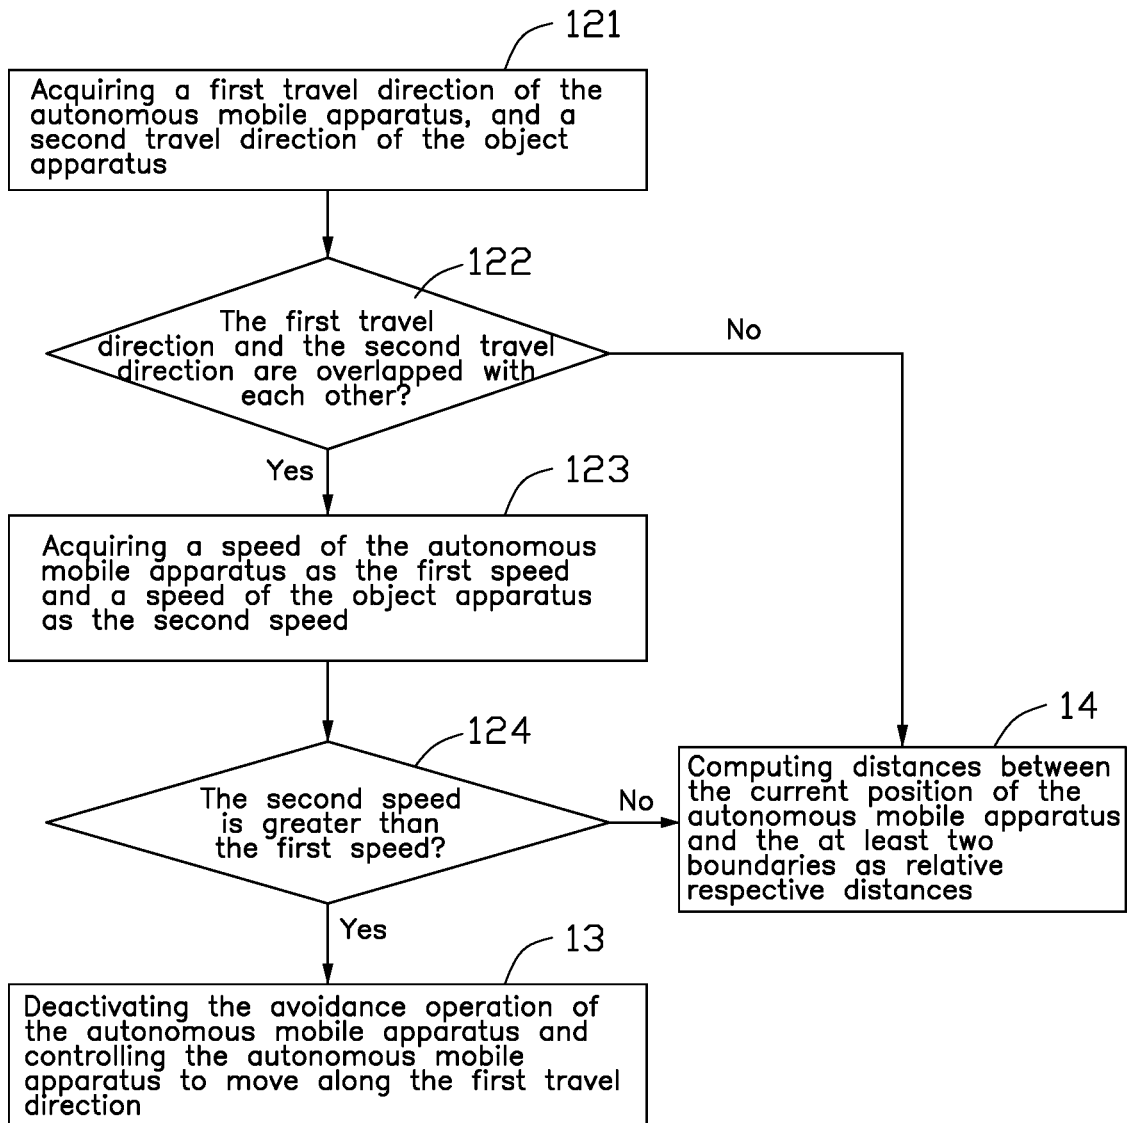 121
Acquiring a first travel direction of the
autonomous mobile apparatus, and a
second travel direction of the object
apparatus
122
The first travel
direction and the second travel
direction are overlapped with
each other?
No
Yes
123
Acquiring a speed of the autonomous
mobile apparatus as the first speed
and a speed of the object apparatus
as the second speed
124
The second speed
is greater than
the first speed?
No
14
Computing distances between
the current position of the
autonomous mobile apparatus
and the at least two
boundaries as relative
respective distances
Yes
13
Deactivating the avoidance operation of
the autonomous mobile apparatus and
controlling the autonomous mobile
apparatus to move along the first travel
direction